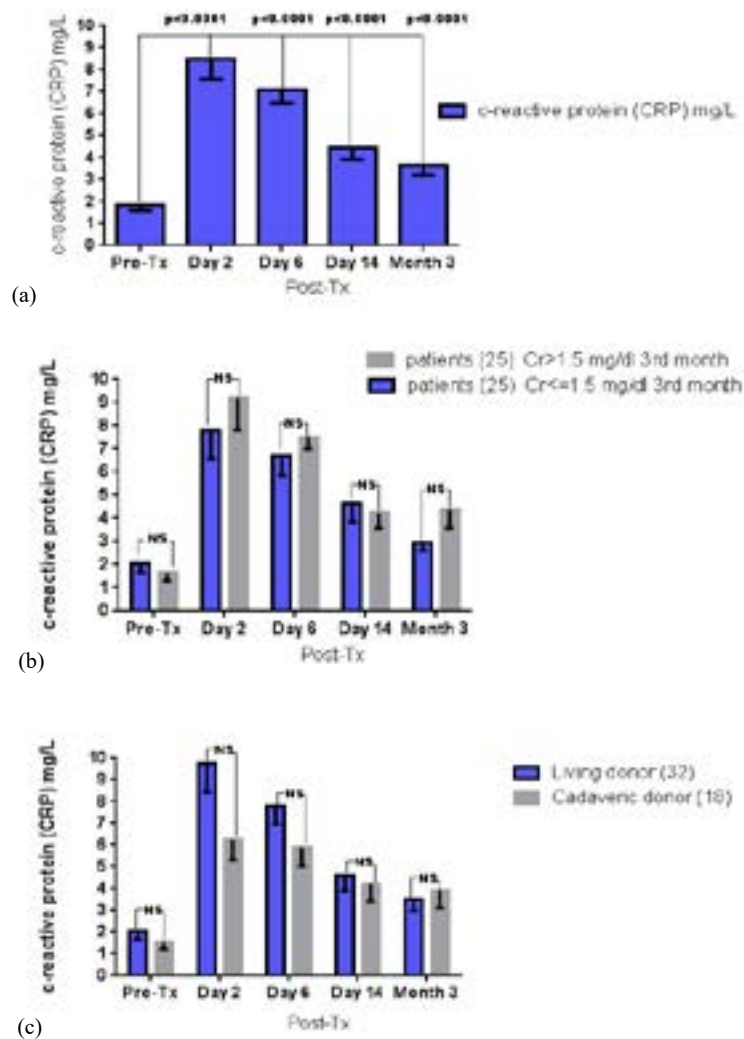 p<0.0001 p<0.0001 p<0.0001 p<0.0001
c-reactive protein (CRP) mg/L
10
9
8
7
6
5
4
3
2
1
0
c-reactive protein (CRP) mg/L
Pre-Tx Day 2 Day 6 Day 14 Month 3
Post-Tx
(a)
patients (25) Cr>1.5 mg/dl 3rd month
patients (25) Cr<=1.5 mg/dl 3rd month
c-reactive protein (CRP) mg/L
10
9
8
7
6
5
4
3
2
1
0
NS NS NS NS NS
Pre-Tx Day 2 Day 6 Day 14 Month 3
Post-Tx
(b)
Living donor (32)
Cadaveric donor (18)
c-reactive protein (CRP) mg/L
10
9
8
7
6
5
4
3
2
1
0
NS NS NS NS NS
Pre-Tx Day 2 Day 6 Day 14 Month 3
Post-Tx
(c)